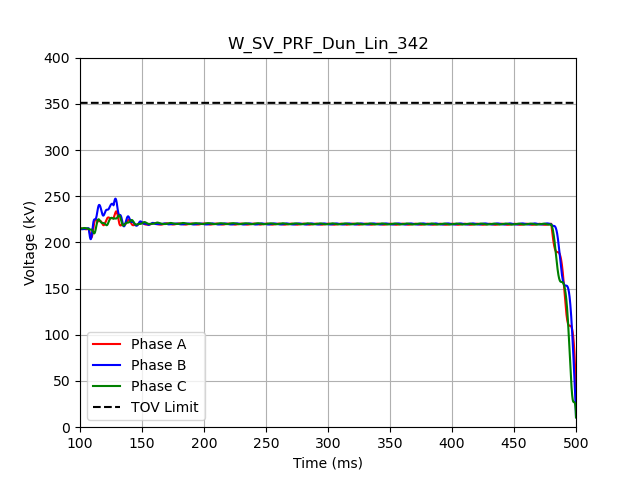 W_SV_PRF_Dun_Lin_342
400
350
300
250
200
150
100
50
0
Voltage (kV)
Phase A
Phase B
Phase C
TOV Limit
100 150 200 250 300 350 400 450 500
Time (ms)